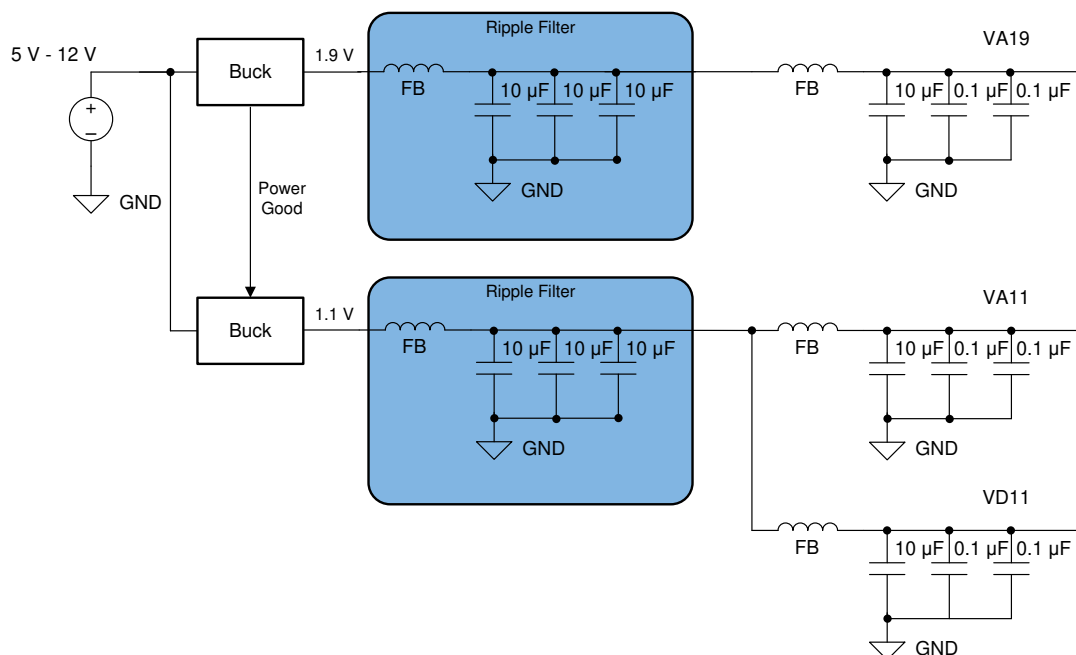 Ripple Filter
VA19
5 V - 12 V
Buck
1.9 V
FB
10 µF 10 µF 10 µF
FB
10 µF 0.1 µF 0.1 µF
+
–
GND
Power
Good
GND
GND
Ripple Filter
VA11
Buck
1.1 V
FB
10 µF 10 µF 10 µF
FB
10 µF 0.1 µF 0.1 µF
GND
GND
VD11
FB
10 µF 0.1 µF 0.1 µF
GND